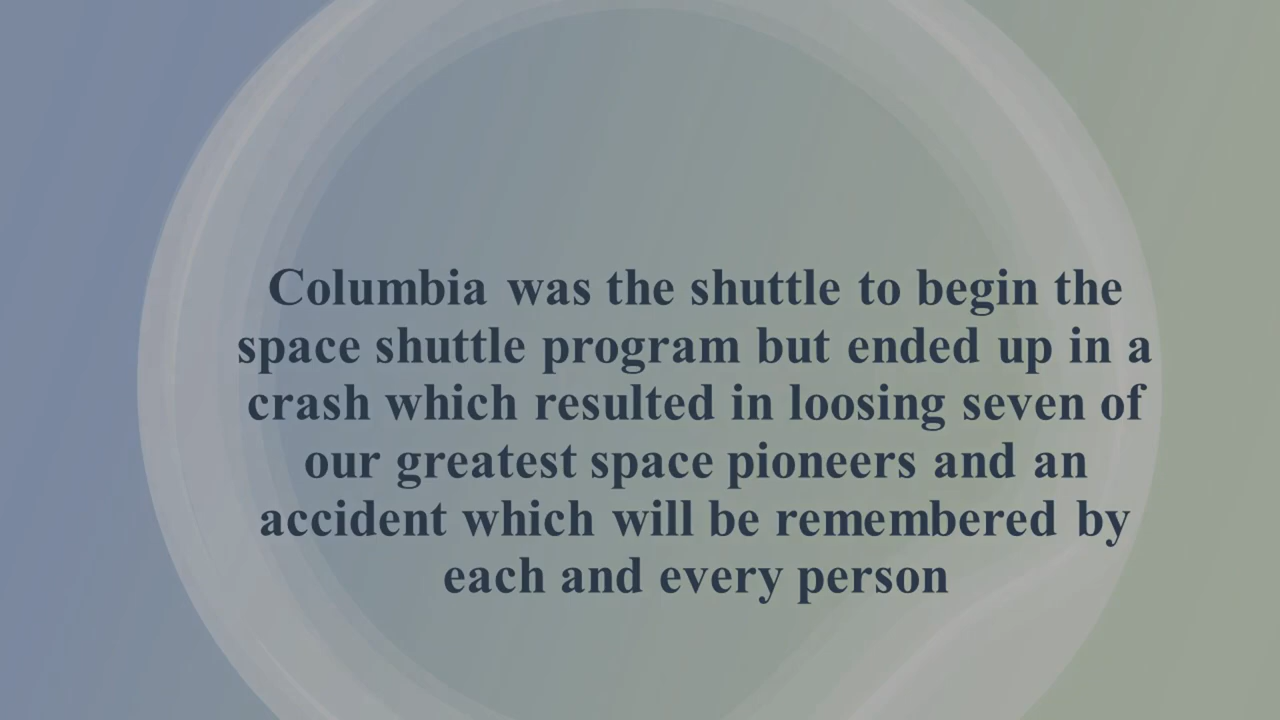 Columbia was the shuttle to begin the
space shuttle program but ended up in a
crash which resulted in loosing seven of
our greatest space pioneers and an
accident which will be remembered by
each and every person